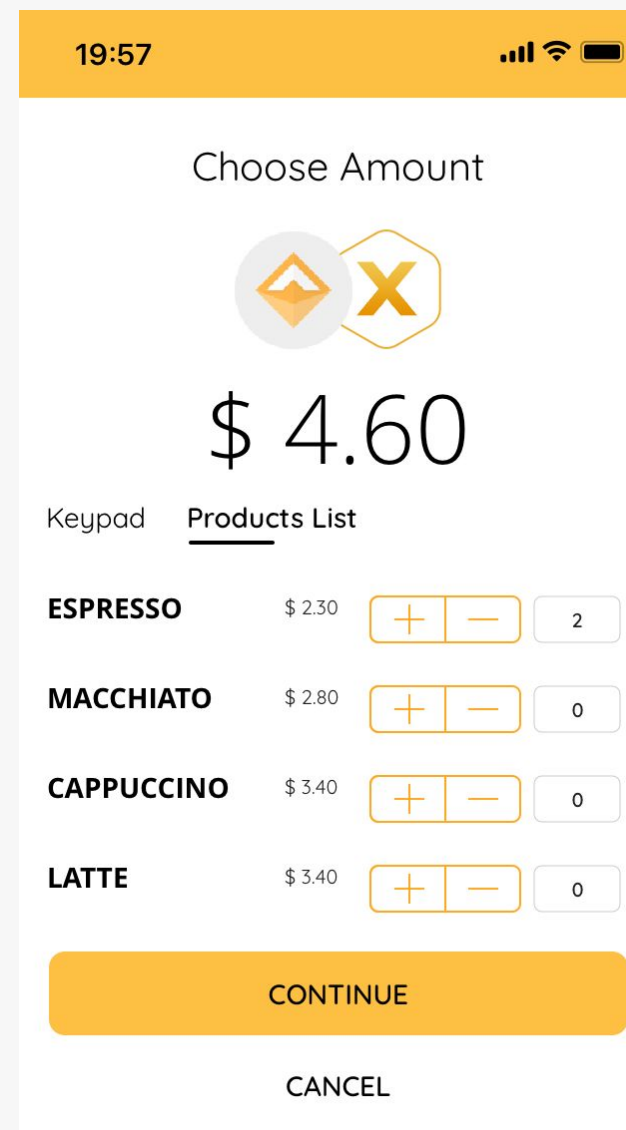 19:57
Choose Amount
X
$ 4.60
Keypad Products List
ESPRESSO $ 2.30 + − 2
MACCHIATO $ 2.80 + − 0
CAPPUCCINO $ 3.40 + − 0
LATTE $ 3.40 + − 0
CONTINUE
CANCEL